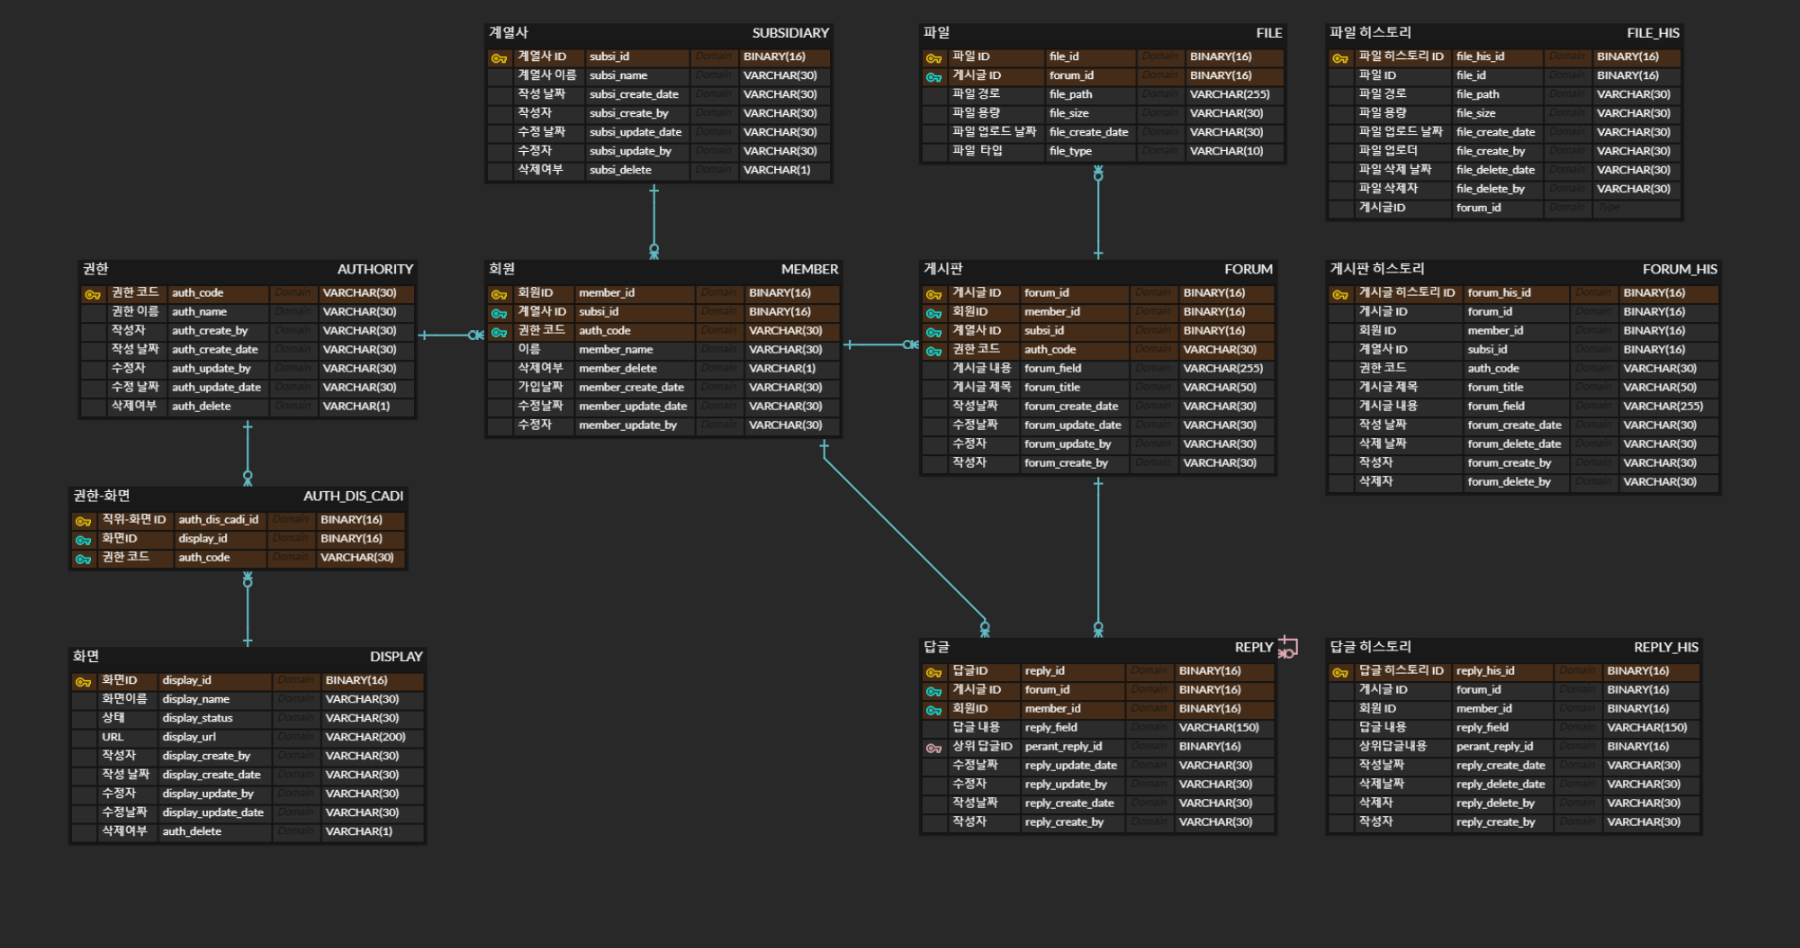 계열사 SUBSIDIARY
계열사 ID subsi_id Domain BINARY(16)
계열사 이름 subsi_name Domain VARCHAR(30)
작성 날짜 subsi_create_date Domain VARCHAR(30)
작성자 subsi_create_by Domain VARCHAR(30)
수정 날짜 subsi_update_date Domain VARCHAR(30)
수정자 subsi_update_by Domain VARCHAR(30)
삭제여부 subsi_delete Domain VARCHAR(1)
파일 FILE
파일 ID file_id Domain BINARY(16)
게시글 ID forum_id Domain BINARY(16)
파일 경로 file_path Domain VARCHAR(255)
파일 용량 file_size Domain VARCHAR(30)
파일 업로드 날짜 file_create_date Domain VARCHAR(30)
파일 타입 file_type Domain VARCHAR(10)
파일 히스토리 FILE_HIS
파일 히스토리 ID file_his_id Domain BINARY(16)
파일 ID file_id Domain BINARY(16)
파일 경로 file_path Domain VARCHAR(30)
파일 용량 file_size Domain VARCHAR(30)
파일 업로드 날짜 file_create_date Domain VARCHAR(30)
파일 업로더 file_create_by Domain VARCHAR(30)
파일 삭제 날짜 file_delete_date Domain VARCHAR(30)
파일 삭제자 file_delete_by Domain VARCHAR(30)
게시글ID forum_id Domain Type
권한 AUTHORITY
권한 코드 auth_code Domain VARCHAR(30)
권한 이름 auth_name Domain VARCHAR(30)
작성자 auth_create_by Domain VARCHAR(30)
작성 날짜 auth_create_date Domain VARCHAR(30)
수정자 auth_update_by Domain VARCHAR(30)
수정 날짜 auth_update_date Domain VARCHAR(30)
삭제여부 auth_delete Domain VARCHAR(1)
회원 MEMBER
회원ID member_id Domain BINARY(16)
계열사 ID subsi_id Domain BINARY(16)
권한 코드 auth_code Domain VARCHAR(30)
이름 member_name Domain VARCHAR(30)
삭제여부 member_delete Domain VARCHAR(1)
가입날짜 member_create_date Domain VARCHAR(30)
수정날짜 member_update_date Domain VARCHAR(30)
수정자 member_update_by Domain VARCHAR(30)
게시판 FORUM
게시글 ID forum_id Domain BINARY(16)
회원ID member_id Domain BINARY(16)
계열사 ID subsi_id Domain BINARY(16)
권한 코드 auth_code Domain VARCHAR(30)
게시글 내용 forum_field Domain VARCHAR(255)
게시글 제목 forum_title Domain VARCHAR(50)
작성날짜 forum_create_date Domain VARCHAR(30)
수정날짜 forum_update_date Domain VARCHAR(30)
수정자 forum_update_by Domain VARCHAR(30)
작성자 forum_create_by Domain VARCHAR(30)
게시판 히스토리 FORUM_HIS
게시글 히스토리 ID forum_his_id Domain BINARY(16)
게시글 ID forum_id Domain BINARY(16)
회원 ID member_id Domain BINARY(16)
계열사 ID subsi_id Domain BINARY(16)
권한 코드 auth_code Domain VARCHAR(30)
게시글 제목 forum_title Domain VARCHAR(50)
게시글 내용 forum_field Domain VARCHAR(255)
작성 날짜 forum_create_date Domain VARCHAR(30)
삭제 날짜 forum_delete_date Domain VARCHAR(30)
작성자 forum_create_by Domain VARCHAR(30)
삭제자 forum_delete_by Domain VARCHAR(30)
권한-화면 AUTH_DIS_CADI
직위-화면 ID auth_dis_cadi_id Domain BINARY(16)
화면ID display_id Domain BINARY(16)
권한 코드 auth_code Domain VARCHAR(30)
화면 DISPLAY
화면ID display_id Domain BINARY(16)
화면이름 display_name Domain VARCHAR(30)
상태 display_status Domain VARCHAR(30)
URL display_url Domain VARCHAR(200)
작성자 display_create_by Domain VARCHAR(30)
작성 날짜 display_create_date Domain VARCHAR(30)
수정자 display_update_by Domain VARCHAR(30)
수정날짜 display_update_date Domain VARCHAR(30)
삭제여부 auth_delete Domain VARCHAR(1)
답글 REPLY
답글ID reply_id Domain BINARY(16)
게시글 ID forum_id Domain BINARY(16)
회원ID member_id Domain BINARY(16)
답글 내용 reply_field Domain VARCHAR(150)
상위 답글ID perant_reply_id Domain BINARY(16)
수정날짜 reply_update_date Domain VARCHAR(30)
수정자 reply_update_by Domain VARCHAR(30)
작성날짜 reply_create_date Domain VARCHAR(30)
작성자 reply_create_by Domain VARCHAR(30)
답글 히스토리 REPLY_HIS
답글 히스토리 ID reply_his_id Domain BINARY(16)
게시글 ID forum_id Domain BINARY(16)
회원 ID member_id Domain BINARY(16)
답글 내용 reply_field Domain VARCHAR(150)
상위답글내용 perant_reply_id Domain BINARY(16)
작성날짜 reply_create_date Domain VARCHAR(30)
삭제날짜 reply_delete_date Domain VARCHAR(30)
삭제자 reply_delete_by Domain VARCHAR(30)
작성자 reply_create_by Domain VARCHAR(30)